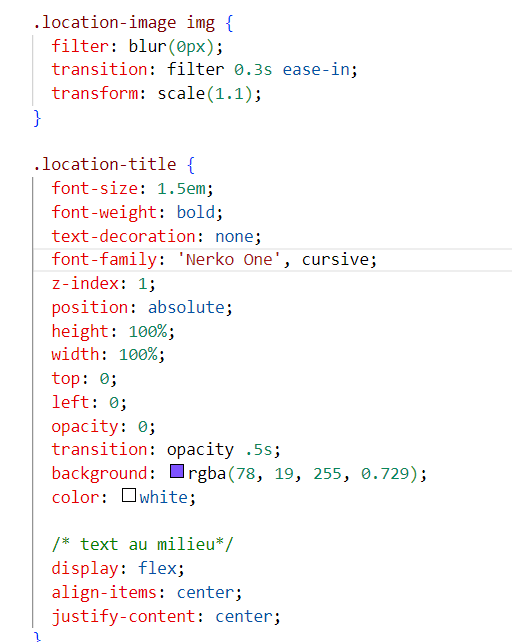 .location-image img {
filter: blur(0px);
transition: filter 0.3s ease-in;
transform: scale(1.1);
}
.location-title {
font-size: 1.5em;
font-weight: bold;
text-decoration: none;
font-family: 'Nerko One', cursive;
z-index: 1;
position: absolute;
height: 100%;
width: 100%;
top: 0;
left: 0;
opacity: 0;
transition: opacity .5s;
background: rgba(78, 19, 255, 0.729);
color: white;
/* text au milieu*/
display: flex;
align-items: center;
justify-content: center;
}